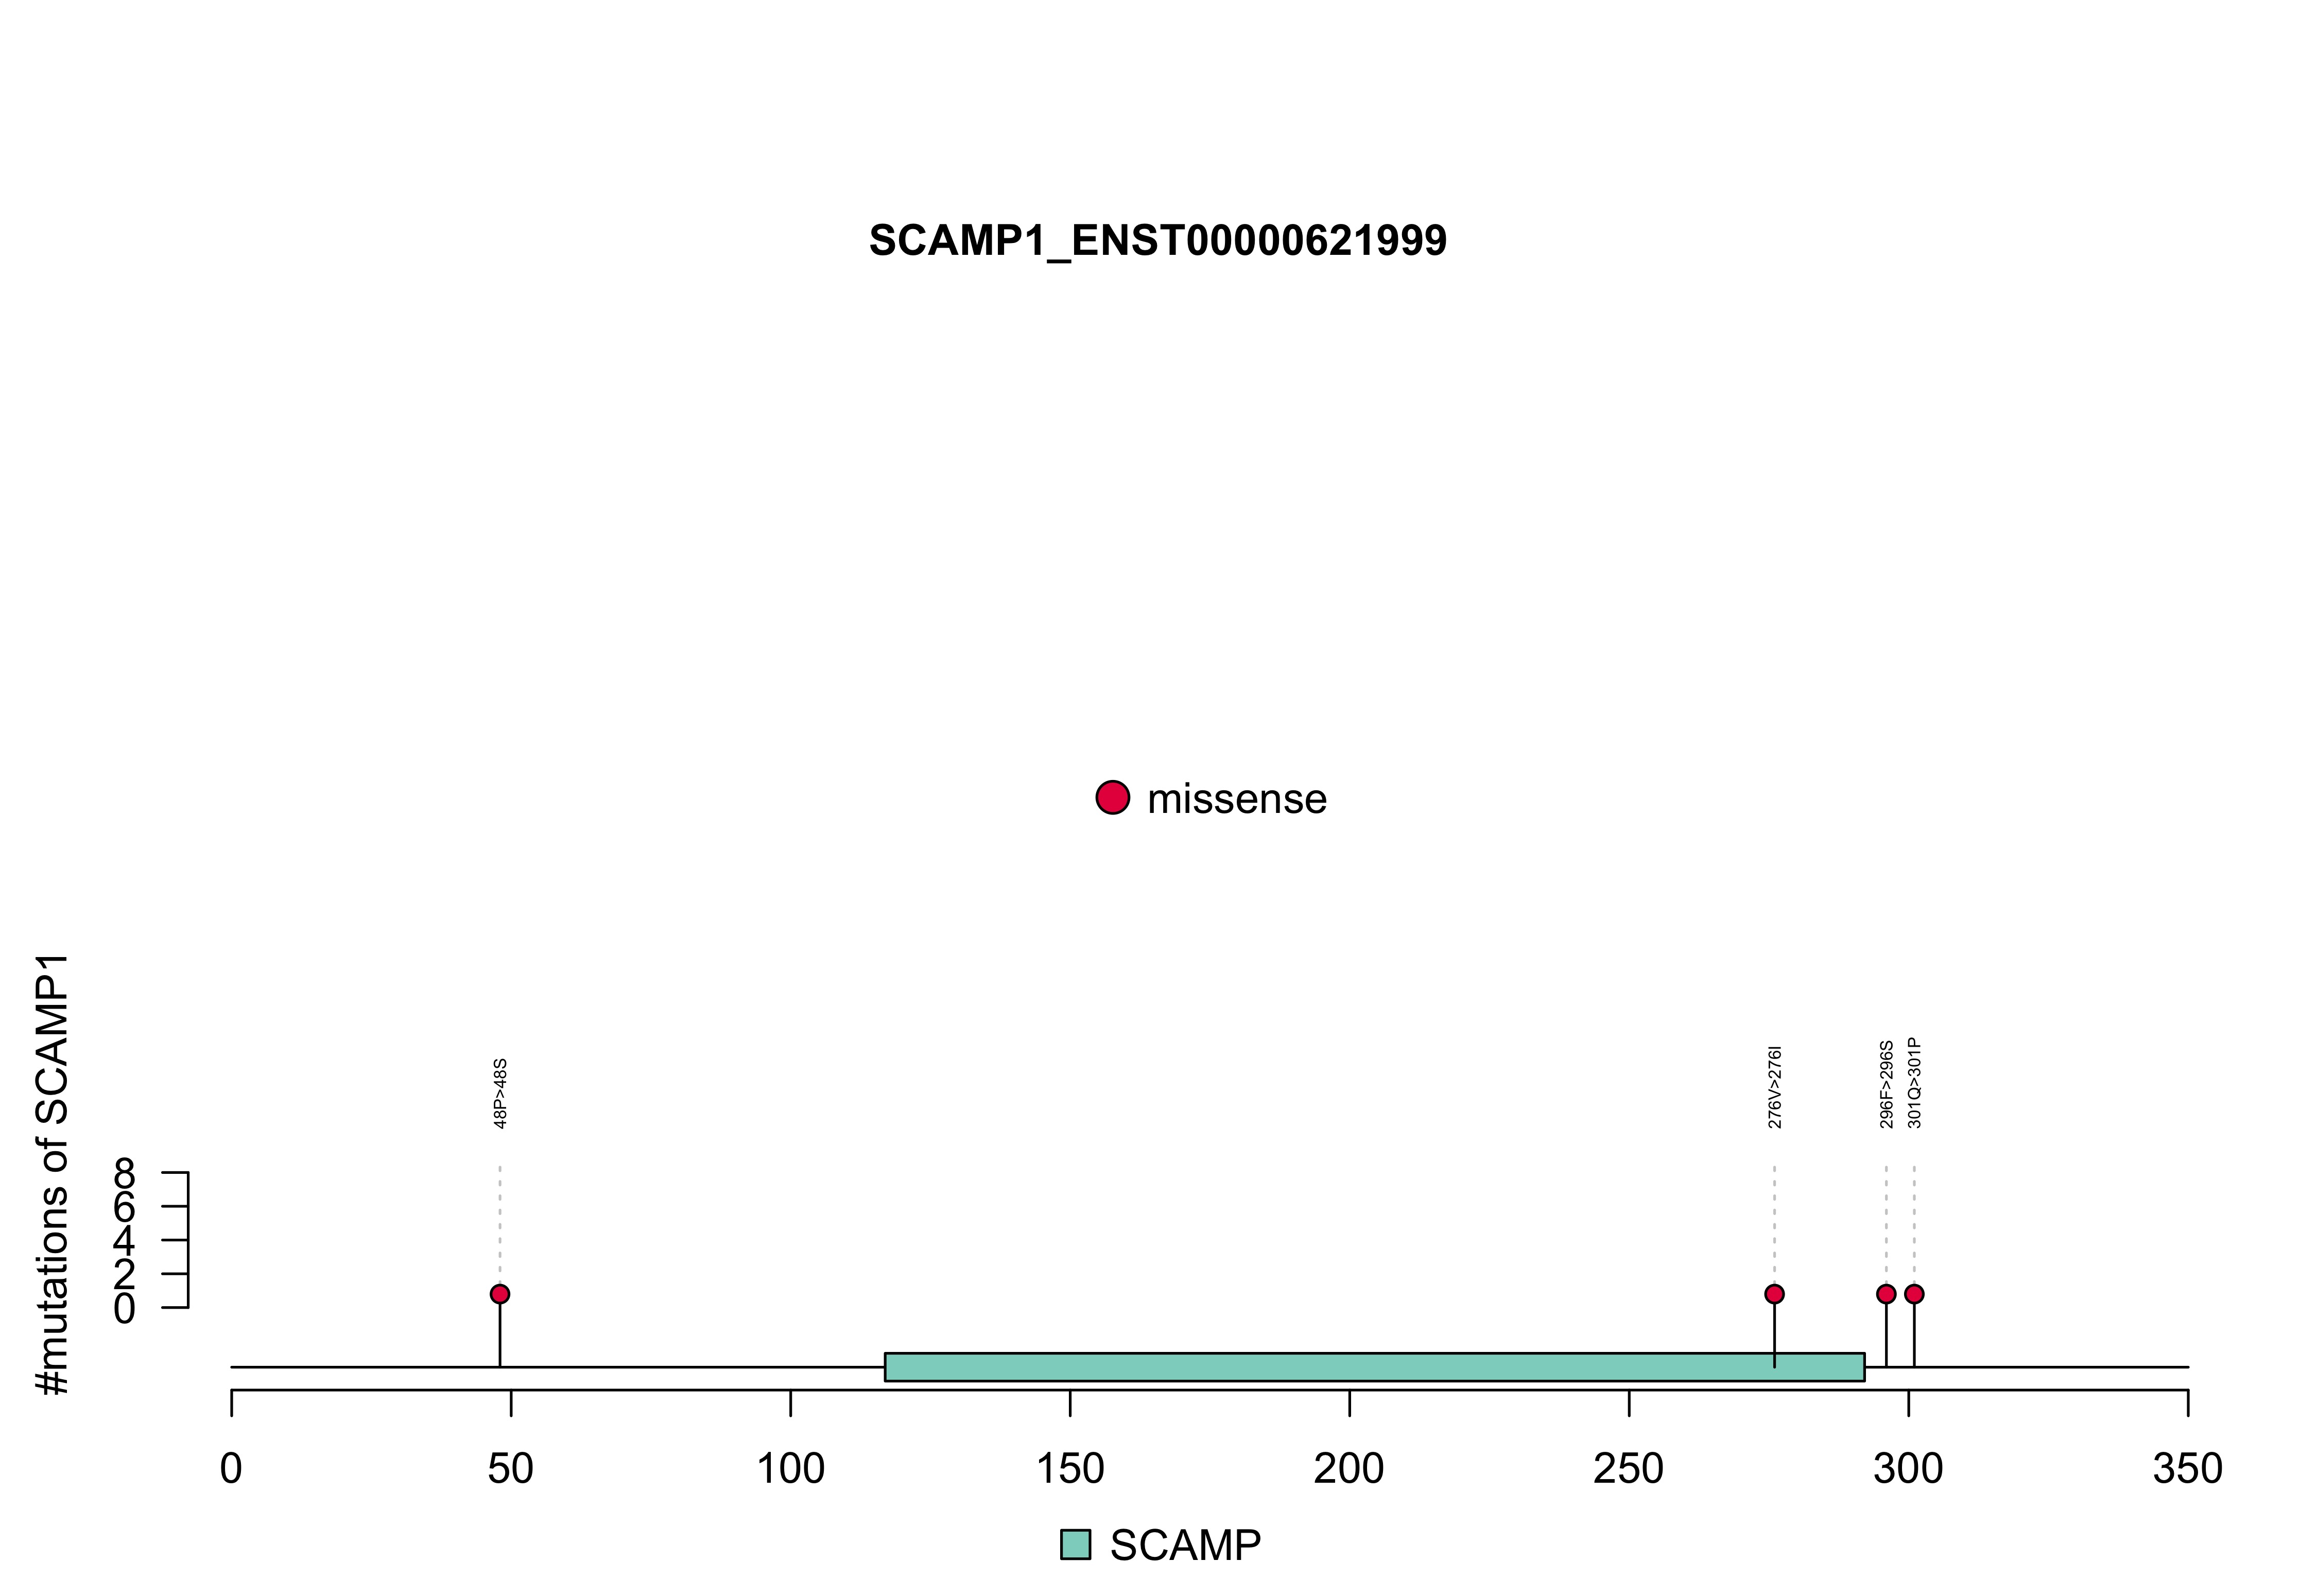 SCAMP1_ENST00000621999
missense
#mutations of SCAMP1
48P>48S
276V>276I
296F>296S
301Q>301P
8
6
4
2
0
0 50 100 150 200 250 300 350
SCAMP